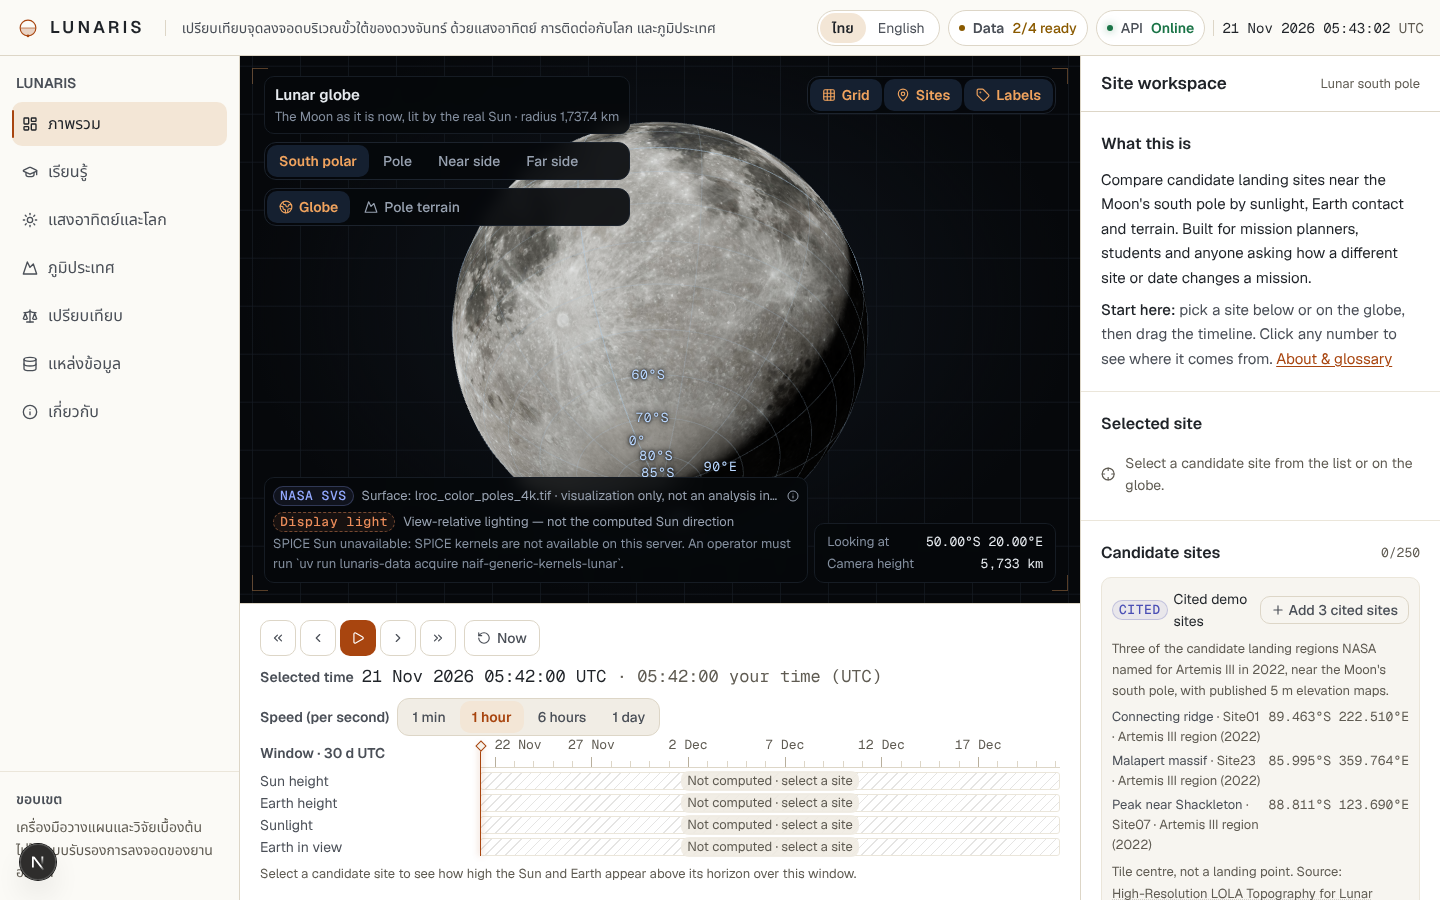 LUNARIS
เปรียบเทียบจุดลงจอดบริเวณขั้วใต้ของดวงจันทร์ ด้วยแสงอาทิตย์ การติดต่อกับโลก และภูมิประเทศ
ไทย English
Data 2/4 ready
API Online
21 Nov 2026 05:43:02 UTC
LUNARIS
ภาพรวม
เรียนรู้
แสงอาทิตย์และโลก
ภูมิประเทศ
เปรียบเทียบ
แหล่งข้อมูล
เกี่ยวกับ
ขอบเขต
เครื่องมือวางแผนและวิจัยเบื้องต้น
บบรับรองการลงจอดของยาน
N
Lunar globe
The Moon as it is now, lit by the real Sun · radius 1,737.4 km
South polar Pole Near side Far side
Globe Pole terrain
Grid Sites Labels
60°S
70°S
0°
80°S
90°E
85°S
NASA SVS Surface: lroc_color_poles_4k.tif · visualization only, not an analysis in...
Display light View-relative lighting — not the computed Sun direction
SPICE Sun unavailable: SPICE kernels are not available on this server. An operator must
run `uv run lunaris-data acquire naif-generic-kernels-lunar`.
Looking at 50.00°S 20.00°E
Camera height 5,733 km
Now
Selected time 21 Nov 2026 05:42:00 UTC · 05:42:00 your time (UTC)
Speed (per second) 1 min 1 hour 6 hours 1 day
Window · 30 d UTC
22 Nov 27 Nov 2 Dec 7 Dec 12 Dec 17 Dec
Sun height Not computed · select a site
Earth height Not computed · select a site
Sunlight Not computed · select a site
Earth in view Not computed · select a site
Select a candidate site to see how high the Sun and Earth appear above its horizon over this window.
Site workspace Lunar south pole
What this is
Compare candidate landing sites near the
Moon's south pole by sunlight, Earth contact
and terrain. Built for mission planners,
students and anyone asking how a different
site or date changes a mission.
Start here: pick a site below or on the globe,
then drag the timeline. Click any number to
see where it comes from. About & glossary
Selected site
Select a candidate site from the list or on the
globe.
Candidate sites 0/250
CITED Cited demo
sites
Add 3 cited sites
Three of the candidate landing regions NASA
named for Artemis III in 2022, near the Moon's
south pole, with published 5 m elevation maps.
Connecting ridge · Site01 89.463°S 222.510°E
· Artemis III region (2022)
Malapert massif · Site23 85.995°S 359.764°E
· Artemis III region (2022)
Peak near Shackleton · 88.811°S 123.690°E
Site07 · Artemis III region
(2022)
Tile centre, not a landing point. Source:
High-Resolution LOLA Topography for Lunar